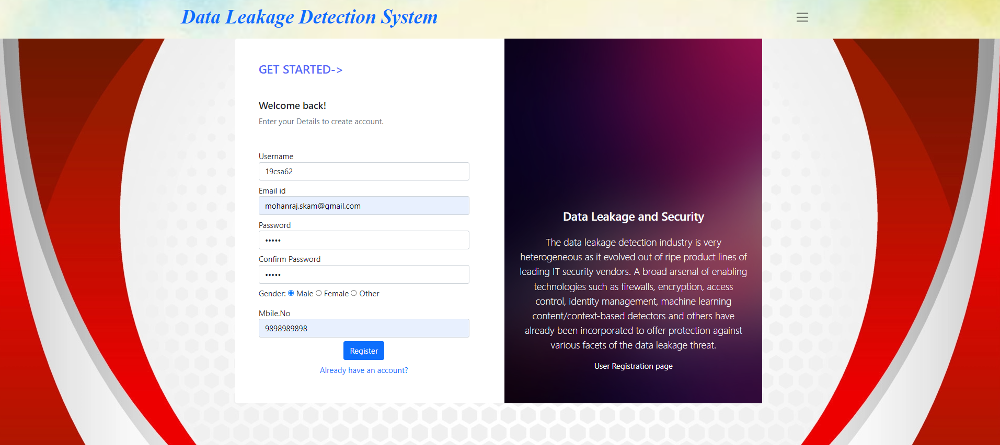 Data Leakage Detection System
GET STARTED->
Welcome back!
Enter your Details to create account.
Username
19csa62
Email id
mohanraj.skam@gmail.com
Password
•••••
Confirm Password
•••••
Gender: Male Female Other
Mbile.No
9898989898
Register
Already have an account?
Data Leakage and Security
The data leakage detection industry is very
heterogeneous as it evolved out of ripe product lines of
leading IT security vendors. A broad arsenal of enabling
technologies such as firewalls, encryption, access
control, identity management, machine learning
content/context-based detectors and others have
already been incorporated to offer protection against
various facets of the data leakage threat.
User Registration page